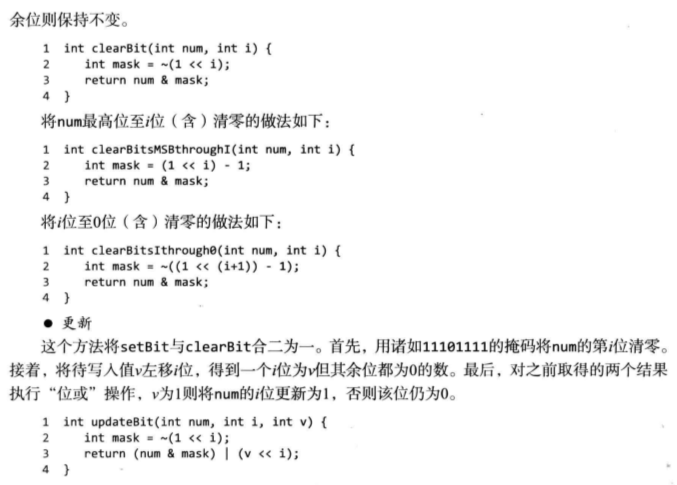 余位则保持不变。
1 int clearBit(int num, int i) {
2 int mask = ~(1 << i);
3 return num & mask;
4 }
将num最高位至i位（含）清零的做法如下：
1 int clearBitsMSBthroughI(int num, int i) {
2 int mask = (1 << i) - 1;
3 return num & mask;
4 }
将i位至0位（含）清零的做法如下：
1 int clearBitsIthrough0(int num, int i) {
2 int mask = ~((1 << (i+1)) - 1);
3 return num & mask;
4 }
● 更新
这个方法将setBit与clearBit合二为一。首先，用诸如11101111的掩码将num的第i位清零。
接着，将待写入值v左移i位，得到一个i位为v但其余位都为0的数。最后，对之前取得的两个结果
执行“位或”操作，v为1则将num的i位更新为1，否则该位仍为0。
1 int updateBit(int num, int i, int v) {
2 int mask = ~(1 << i);
3 return (num & mask) | (v << i);
4 }